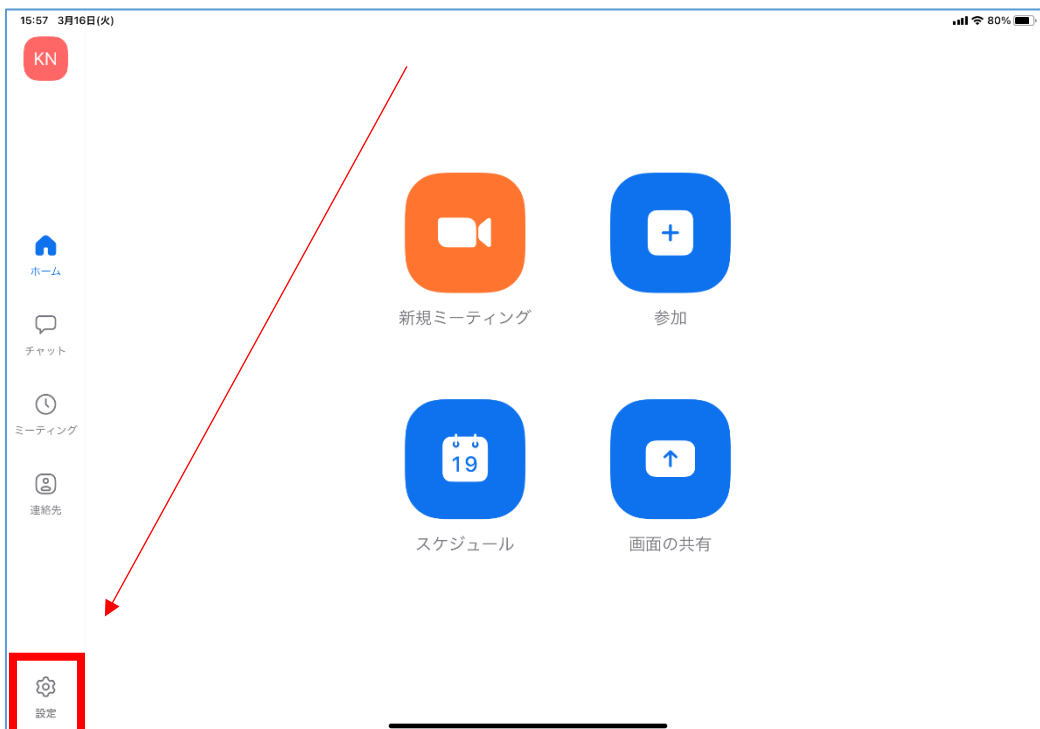 15:57 3月16日(火)
80%
KN
ホーム
チャット
ミーティング
連絡先
新規ミーティング
参加
19
スケジュール
画面の共有
設定